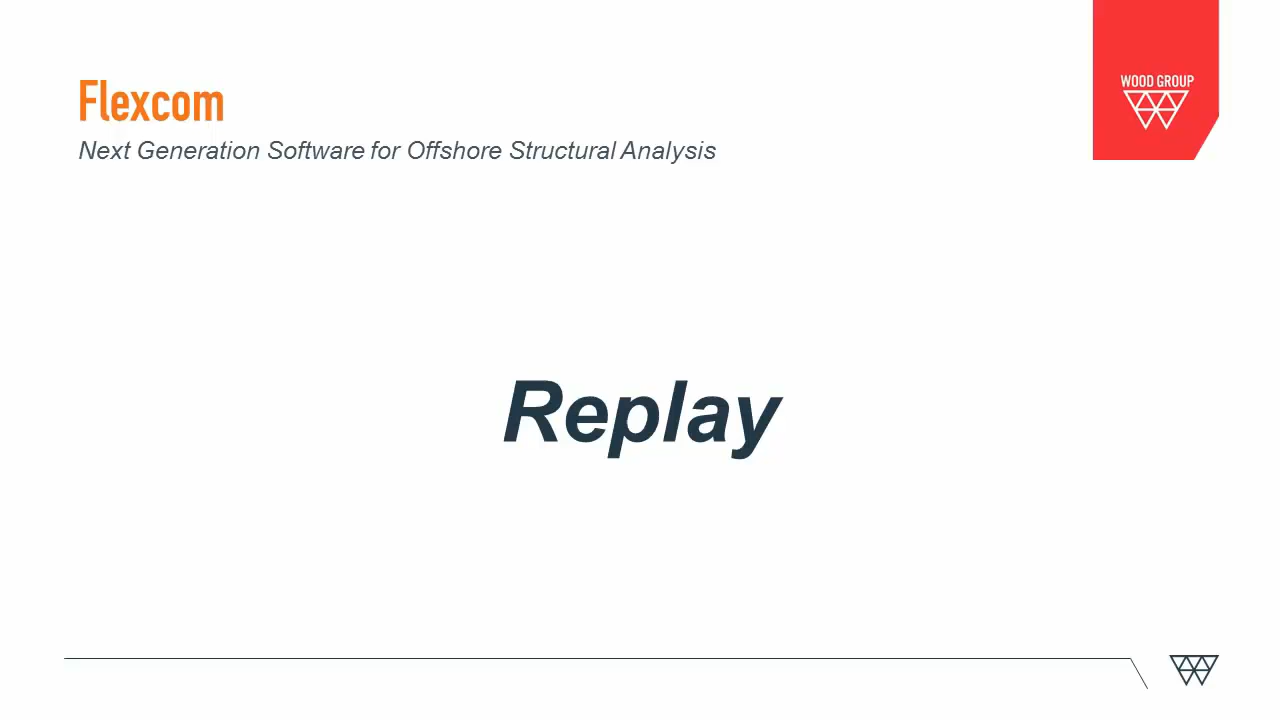 Flexcom
WOOD GROUP
Next Generation Software for Offshore Structural Analysis
Replay